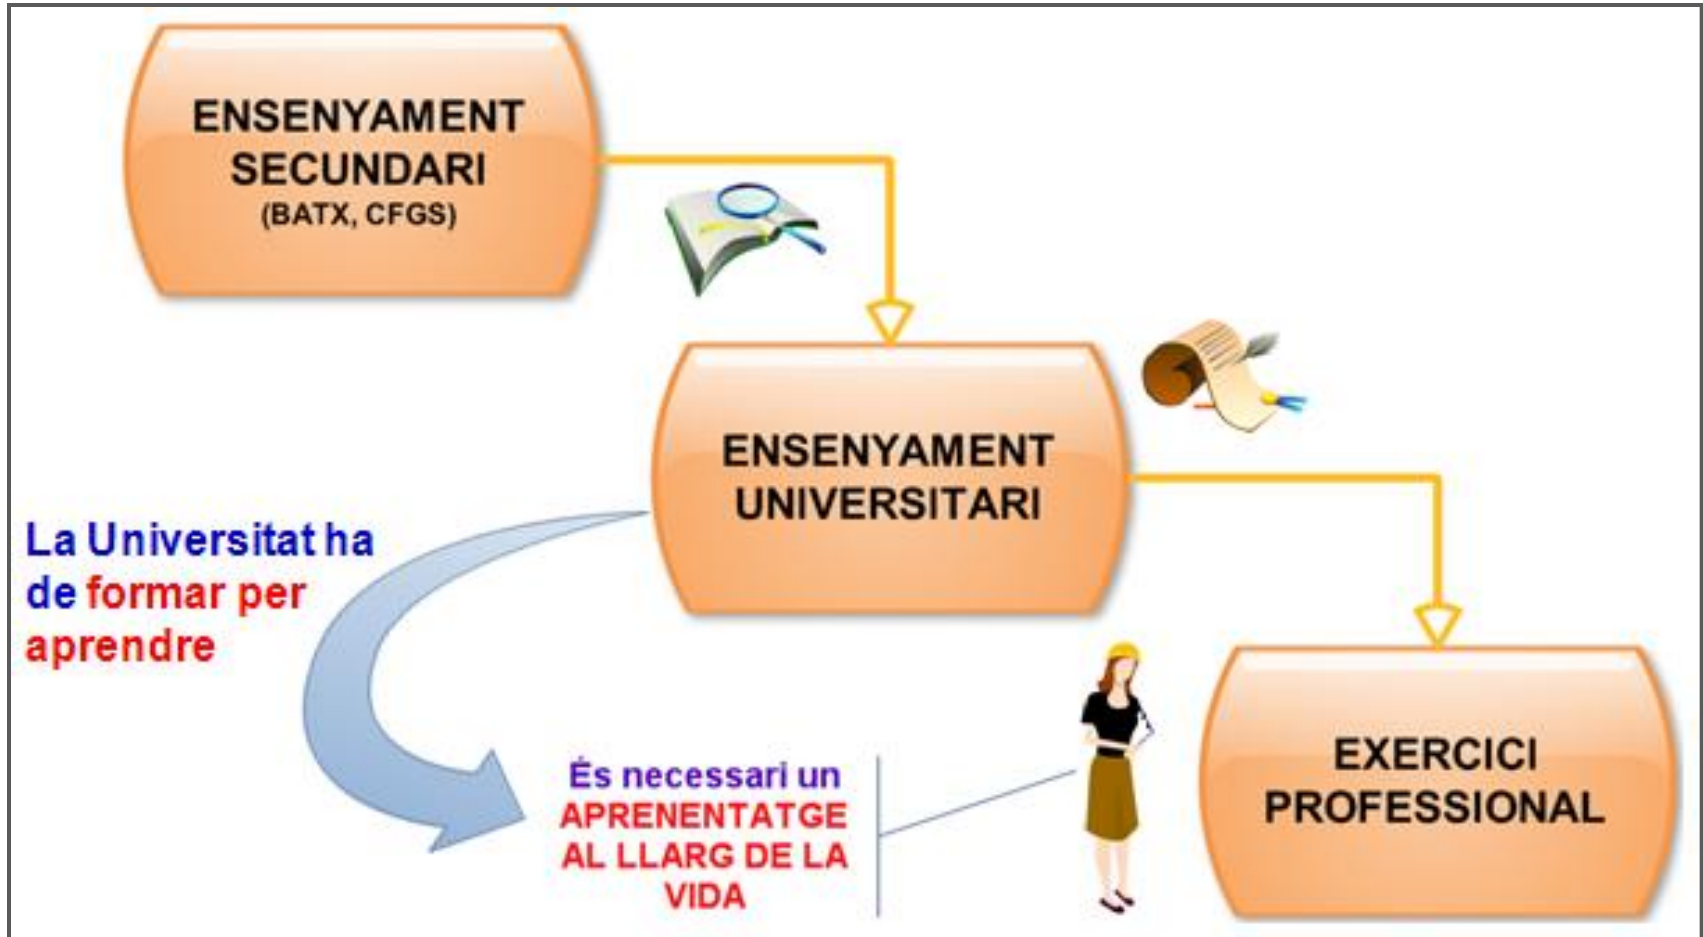 ENSENYAMENT
SECUNDARI
(BATX, CFGS)
ENSENYAMENT
UNIVERSITARI
La Universitat ha
de formar per
aprendre
És necessari un
APRENENTATGE
AL LLARG DE LA
VIDA
EXERCICI
PROFESSIONAL